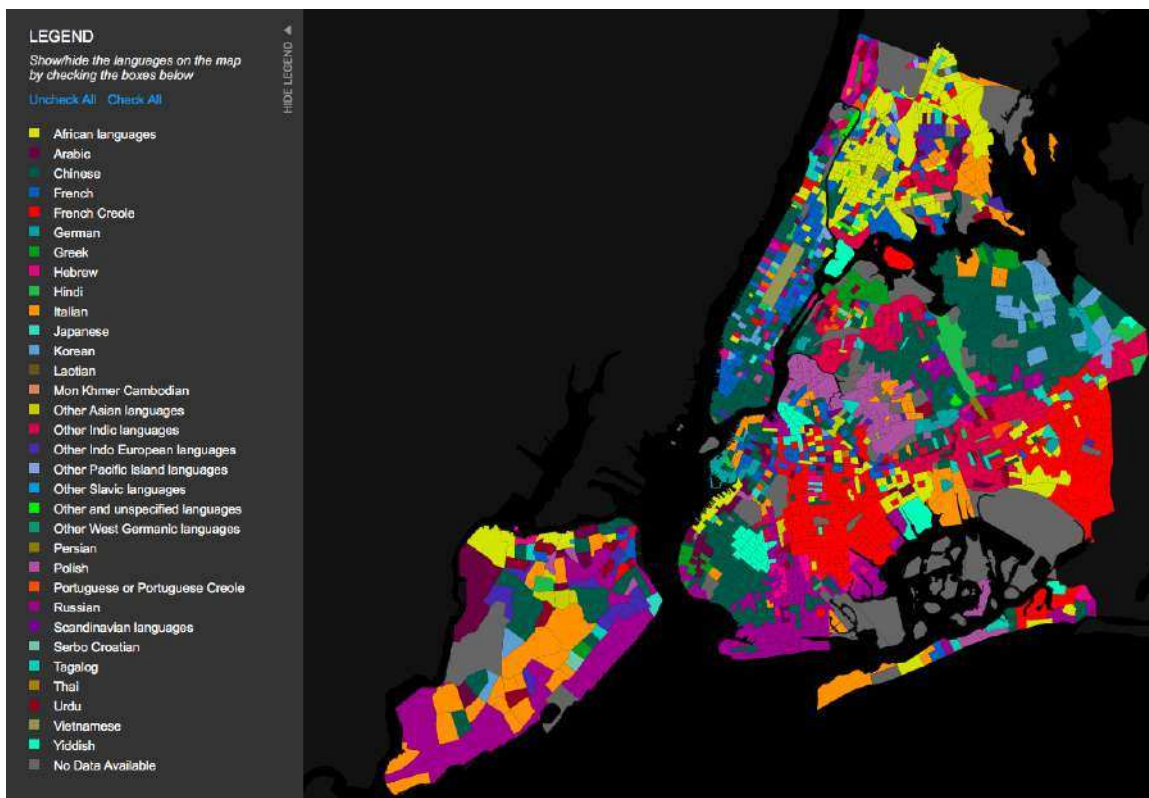 LEGEND
Show/hide the languages on the map
by checking the boxes below
Uncheck All Check All
HIDE LEGEND
African languages
Arabic
Chinese
French
French Creole
German
Greek
Hebrew
Hindi
Italian
Japanese
Korean
Laotian
Mon Khmer Cambodian
Other Asian languages
Other Indic languages
Other Indo European languages
Other Pacific Island languages
Other Slavic languages
Other and unspecified languages
Other West Germanic languages
Persian
Polish
Portuguese or Portuguese Creole
Russian
Scandinavian languages
Serbo Croatian
Tagalog
Thai
Urdu
Vietnamese
Yiddish
No Data Available